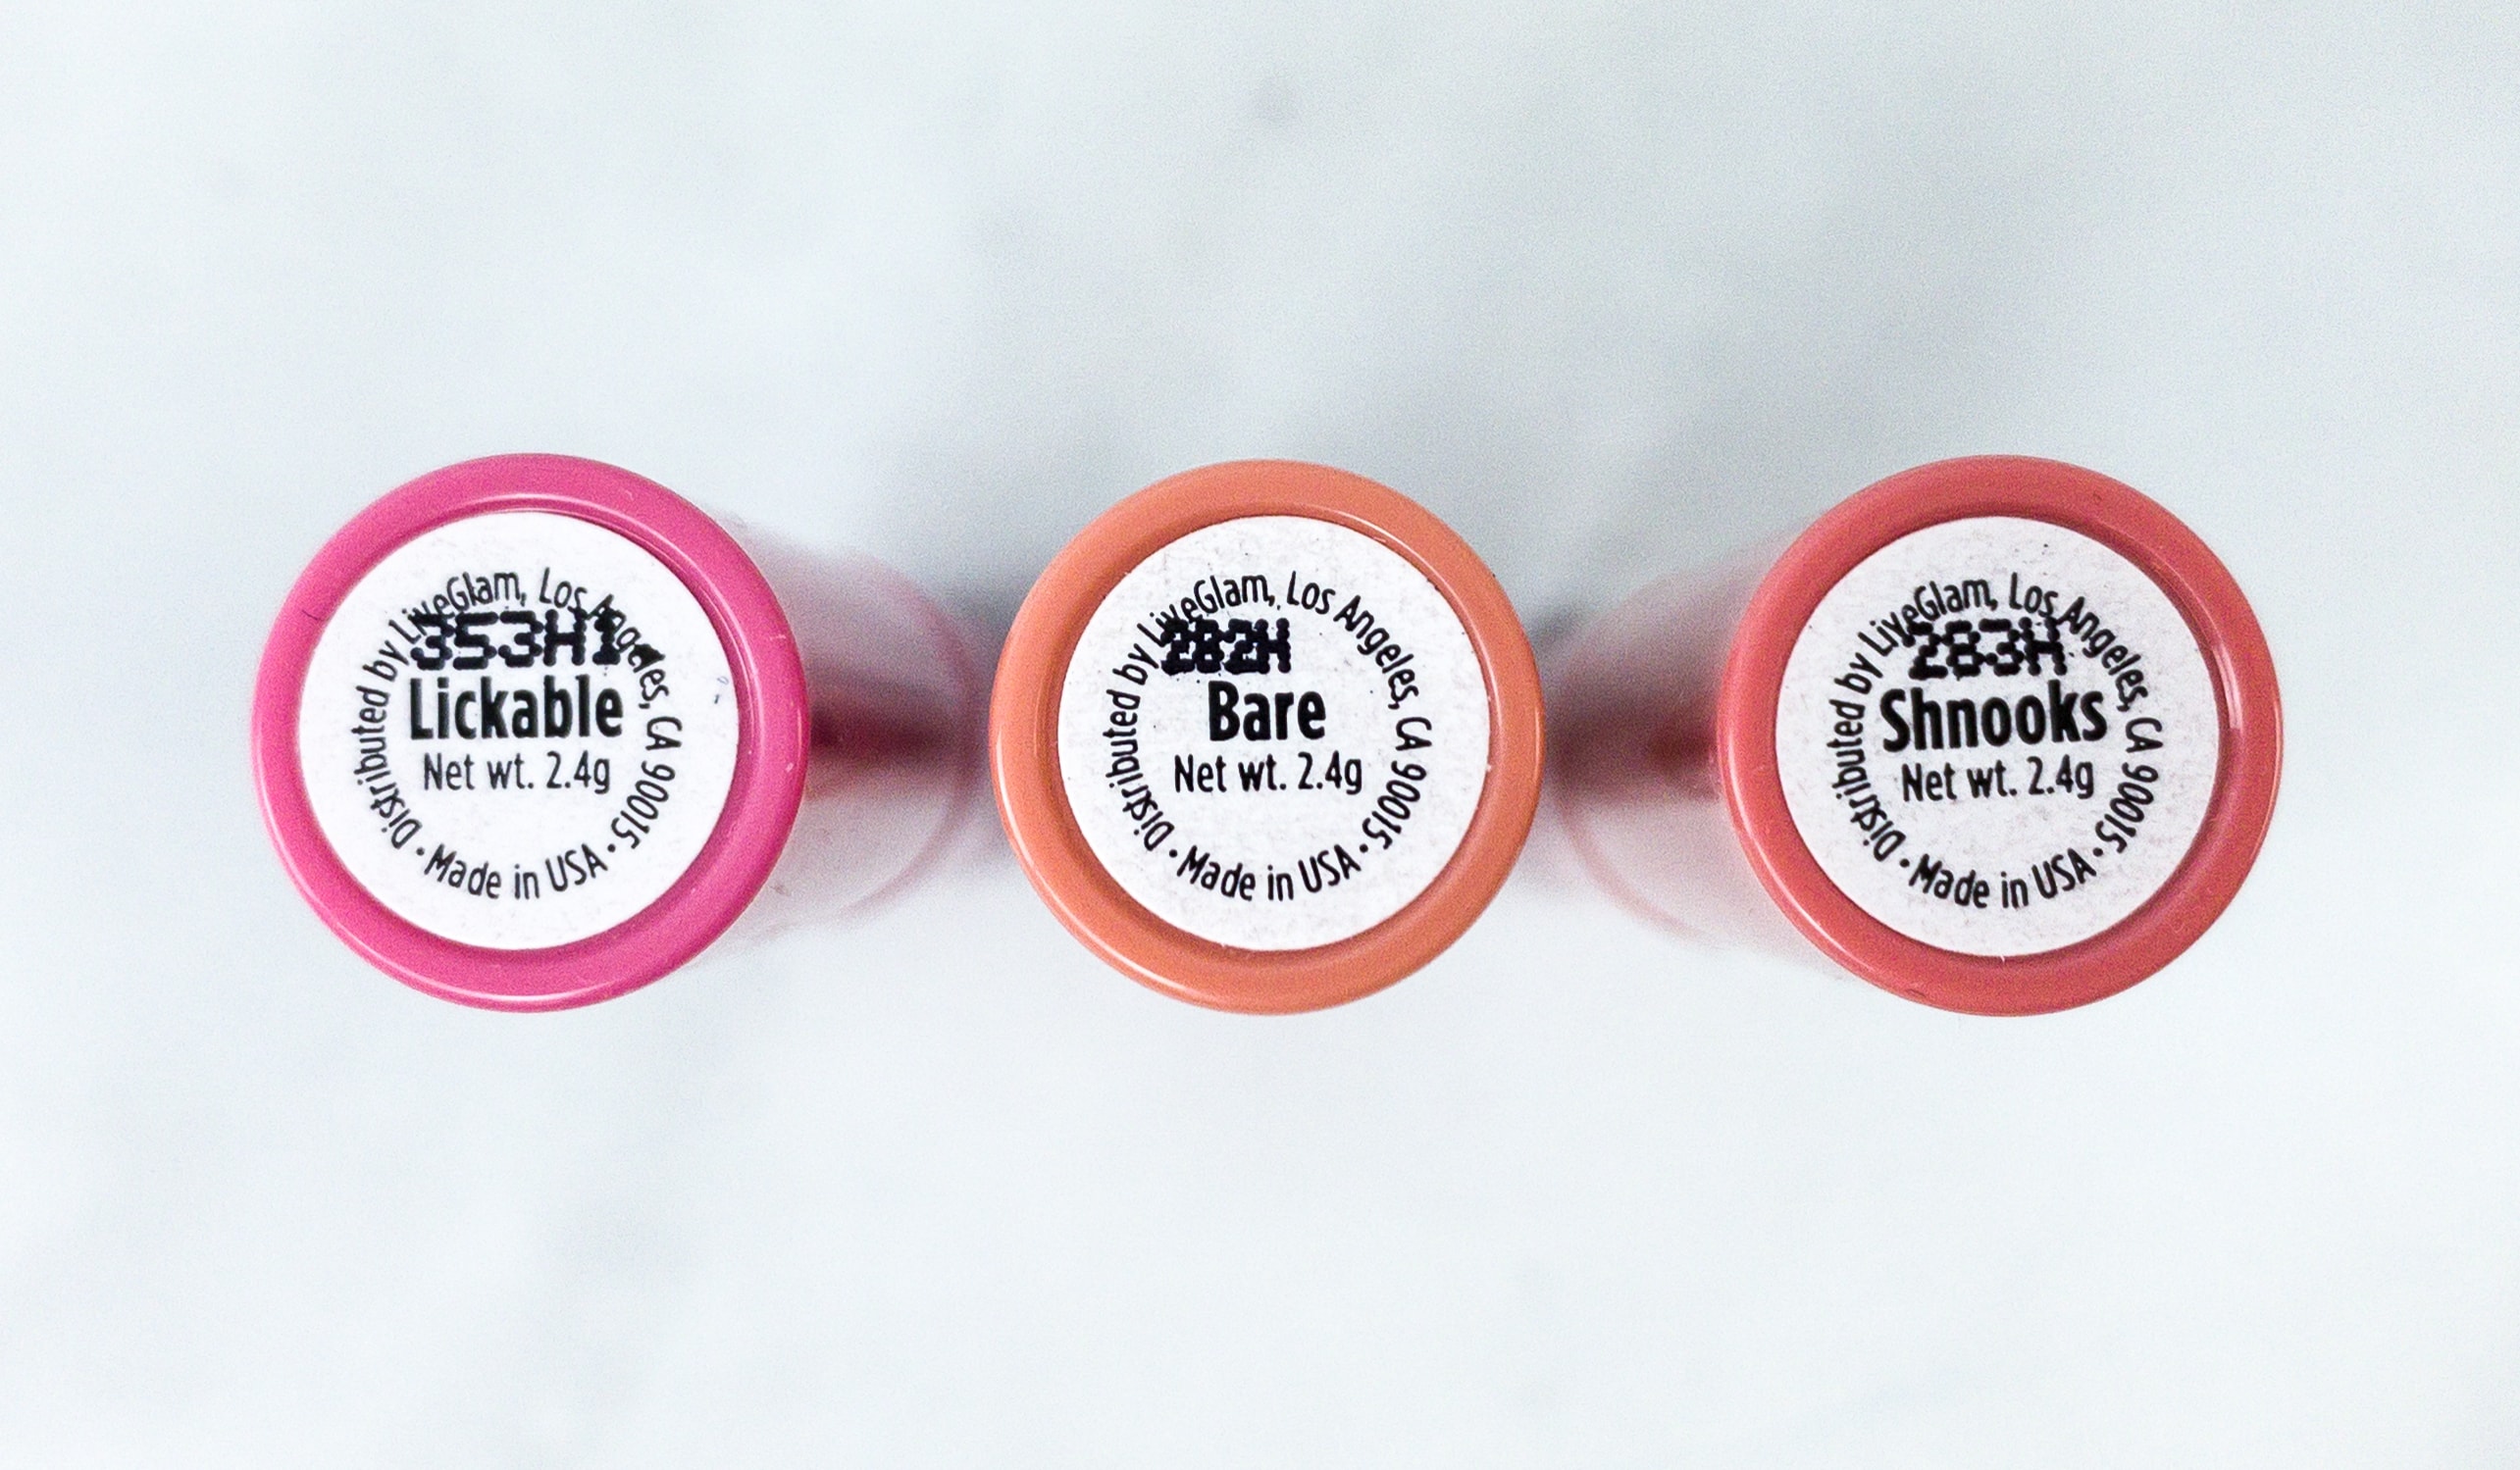 Distributed by LiveGlam, Los Angeles, CA 90015 • Made in USA •
353H1
Lickable
Net wt. 2.4g
Distributed by LiveGlam, Los Angeles, CA 90015 • Made in USA •
282H
Bare
Net wt. 2.4g
Distributed by LiveGlam, Los Angeles, CA 90015 • Made in USA •
283H
Shnooks
Net wt. 2.4g